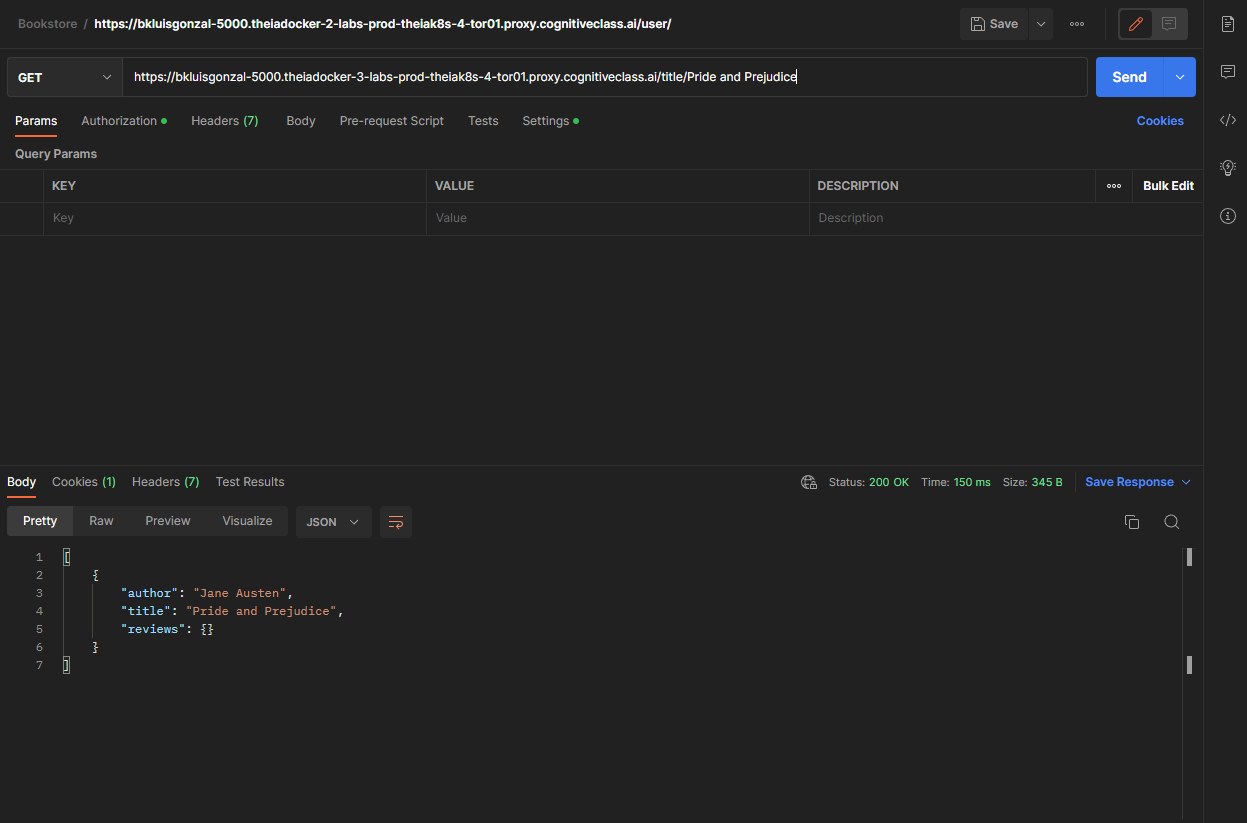 Bookstore / https://bkluisgonzal-5000.theiadocker-2-labs-prod-theiak8s-4-tor01.proxy.cognitiveclass.ai/user/ Save
GET https://bkluisgonzal-5000.theiadocker-3-labs-prod-theiak8s-4-tor01.proxy.cognitiveclass.ai/title/Pride and Prejudice Send
Params Authorization Headers (7) Body Pre-request Script Tests Settings Cookies
Query Params
KEY VALUE DESCRIPTION Bulk Edit
Key Value Description
Body Cookies (1) Headers (7) Test Results Status: 200 OK Time: 150 ms Size: 345 B Save Response
Pretty Raw Preview Visualize JSON
1 [
2 {
3 "author": "Jane Austen",
4 "title": "Pride and Prejudice",
5 "reviews": {}
6 }
7 ]